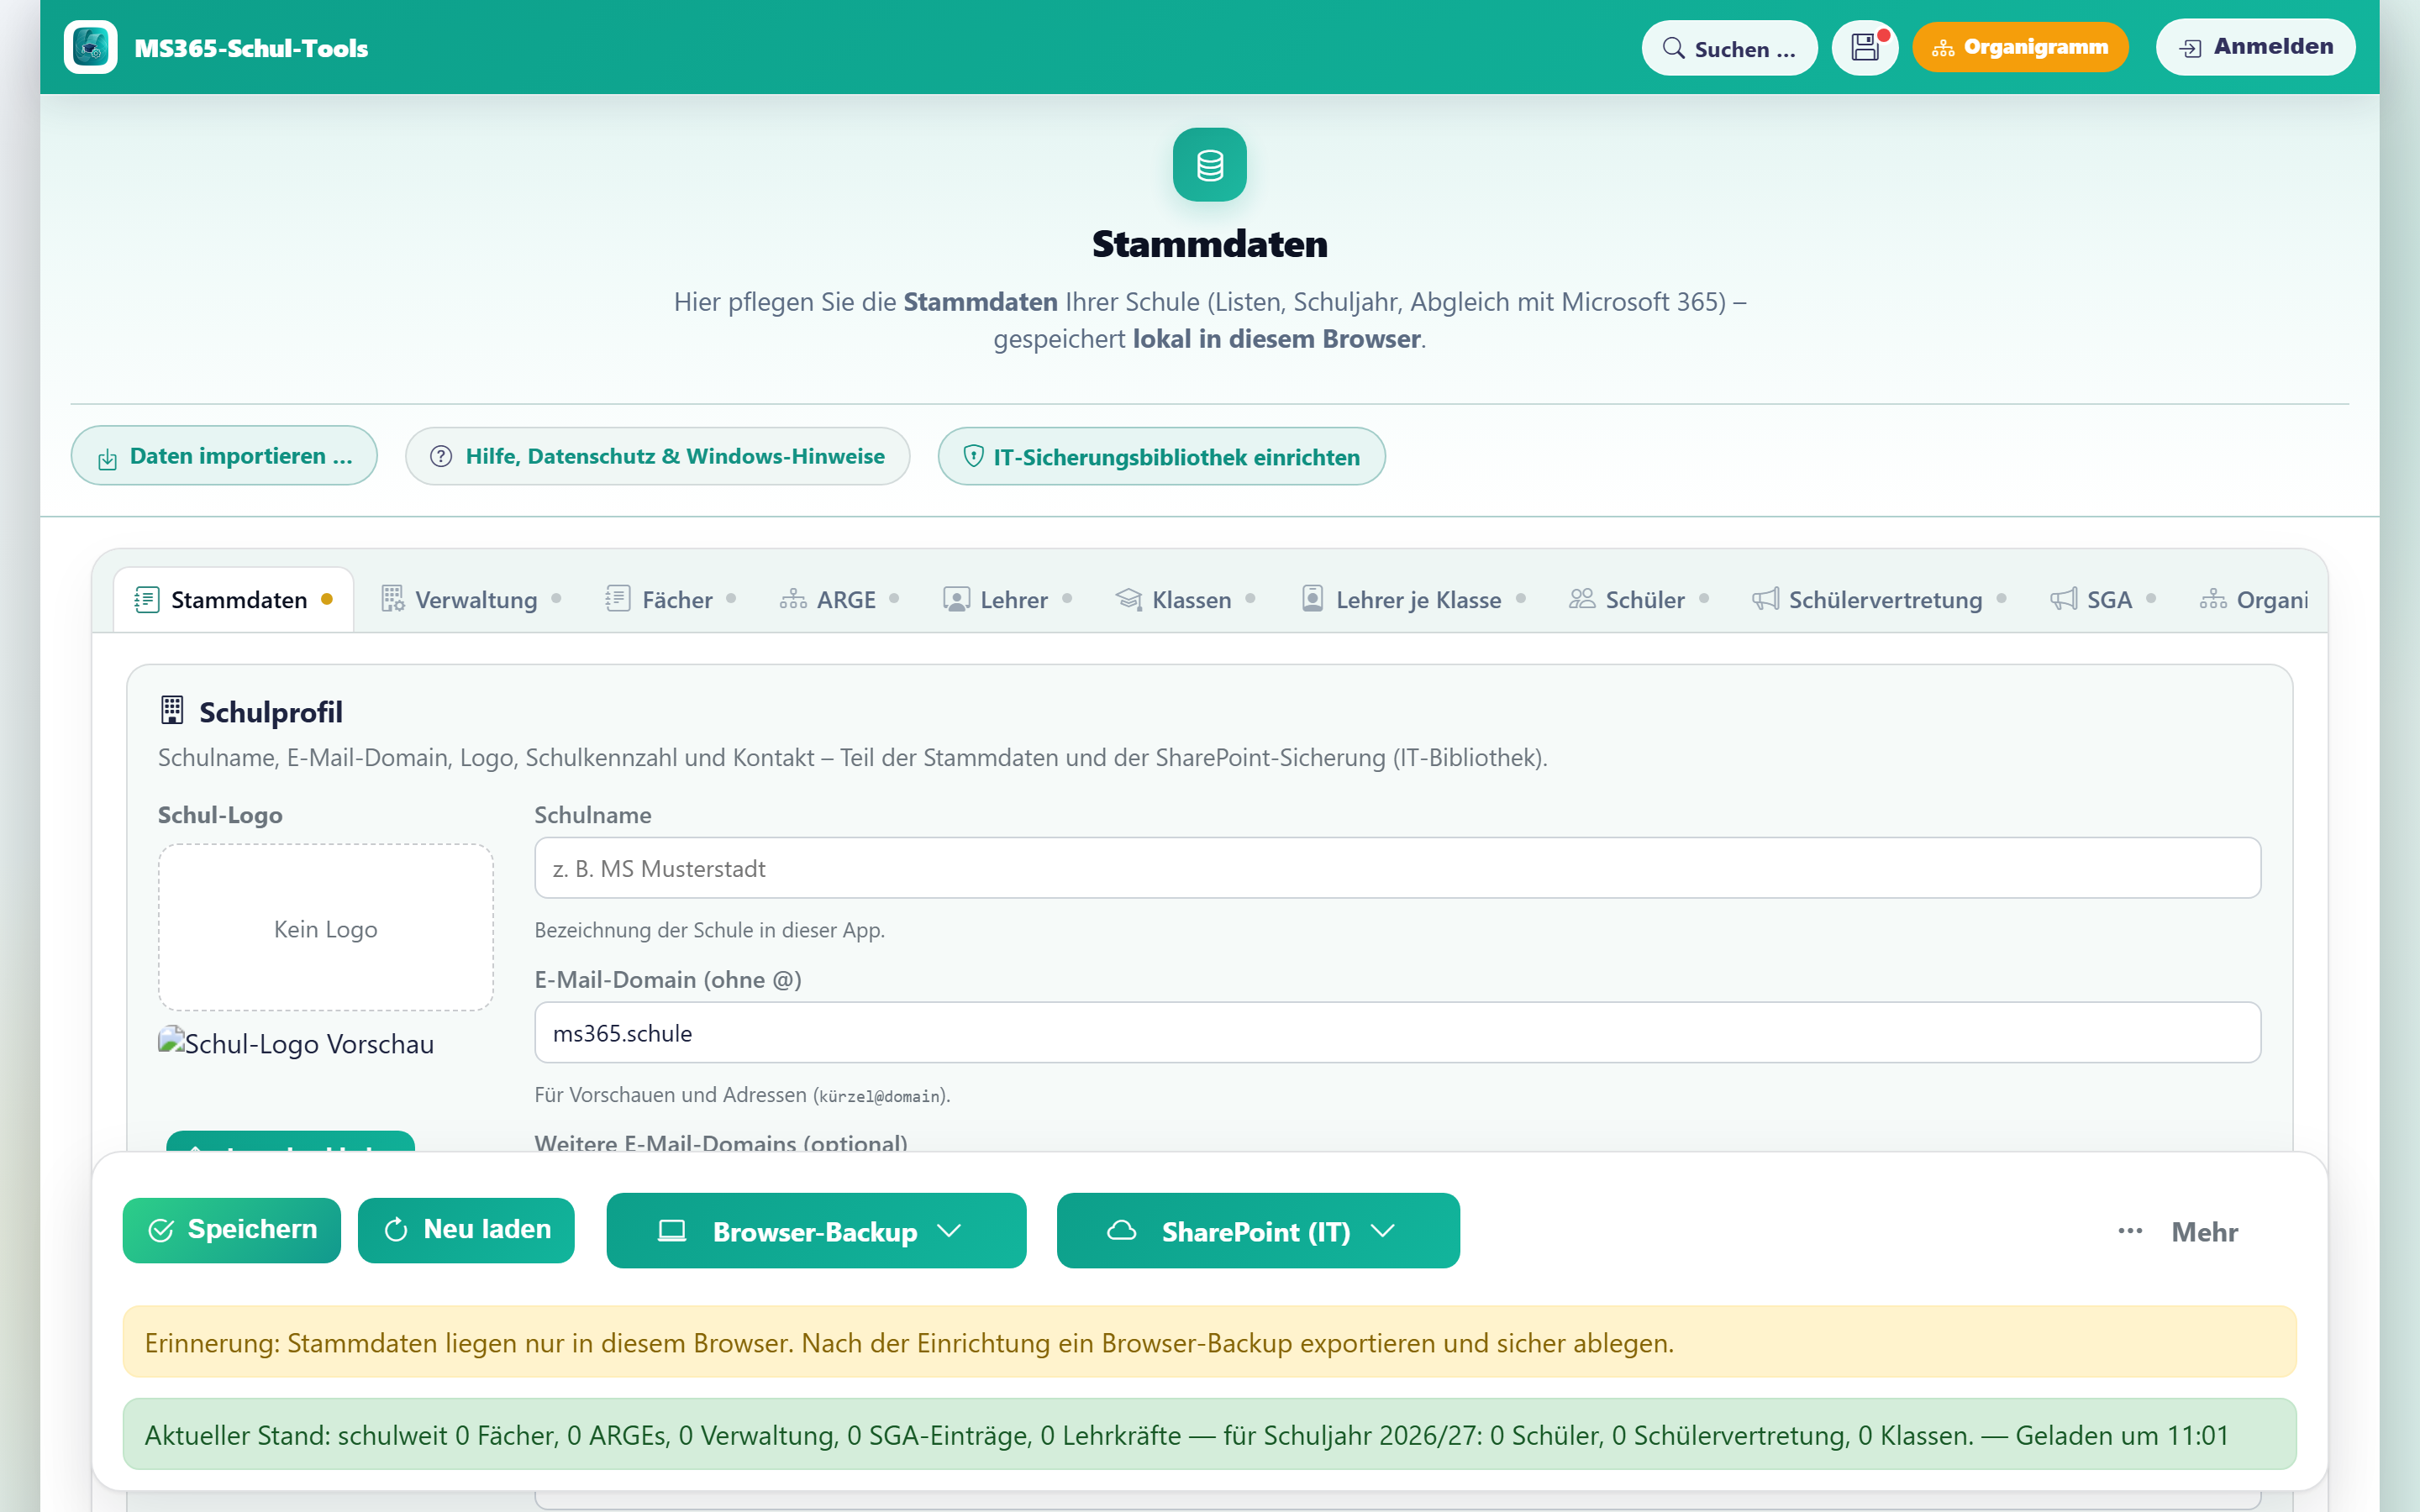 MS365-Schul-Tools
Suchen ...
Organigramm
Anmelden
Stammdaten
Hier pflegen Sie die Stammdaten Ihrer Schule (Listen, Schuljahr, Abgleich mit Microsoft 365) –
gespeichert lokal in diesem Browser.
Daten importieren ...
Hilfe, Datenschutz & Windows-Hinweise
IT-Sicherungsbibliothek einrichten
Stammdaten
Verwaltung
Fächer
ARGE
Lehrer
Klassen
Lehrer je Klasse
Schüler
Schülervertretung
SGA
Organi
Schulprofil
Schulname, E-Mail-Domain, Logo, Schulkennzahl und Kontakt – Teil der Stammdaten und der SharePoint-Sicherung (IT-Bibliothek).
Schul-Logo
Kein Logo
Schul-Logo Vorschau
Schulname
z. B. MS Musterstadt
Bezeichnung der Schule in dieser App.
E-Mail-Domain (ohne @)
ms365.schule
Für Vorschauen und Adressen (kürzel@domain).
Weitere E-Mail-Domains (optional)
Speichern
Neu laden
Browser-Backup
SharePoint (IT)
... Mehr
Erinnerung: Stammdaten liegen nur in diesem Browser. Nach der Einrichtung ein Browser-Backup exportieren und sicher ablegen.
Aktueller Stand: schulweit 0 Fächer, 0 ARGEs, 0 Verwaltung, 0 SGA-Einträge, 0 Lehrkräfte — für Schuljahr 2026/27: 0 Schüler, 0 Schülervertretung, 0 Klassen. — Geladen um 11:01